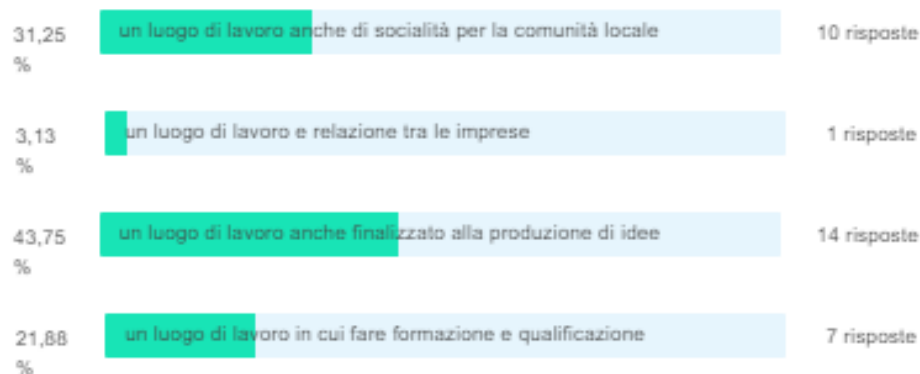 31,25 % un luogo di lavoro anche di socialità per la comunità locale 10 risposte
3,13 % un luogo di lavoro e relazione tra le imprese 1 risposte
43,75 % un luogo di lavoro anche finalizzato alla produzione di idee 14 risposte
21,88 % un luogo di lavoro in cui fare formazione e qualificazione 7 risposte